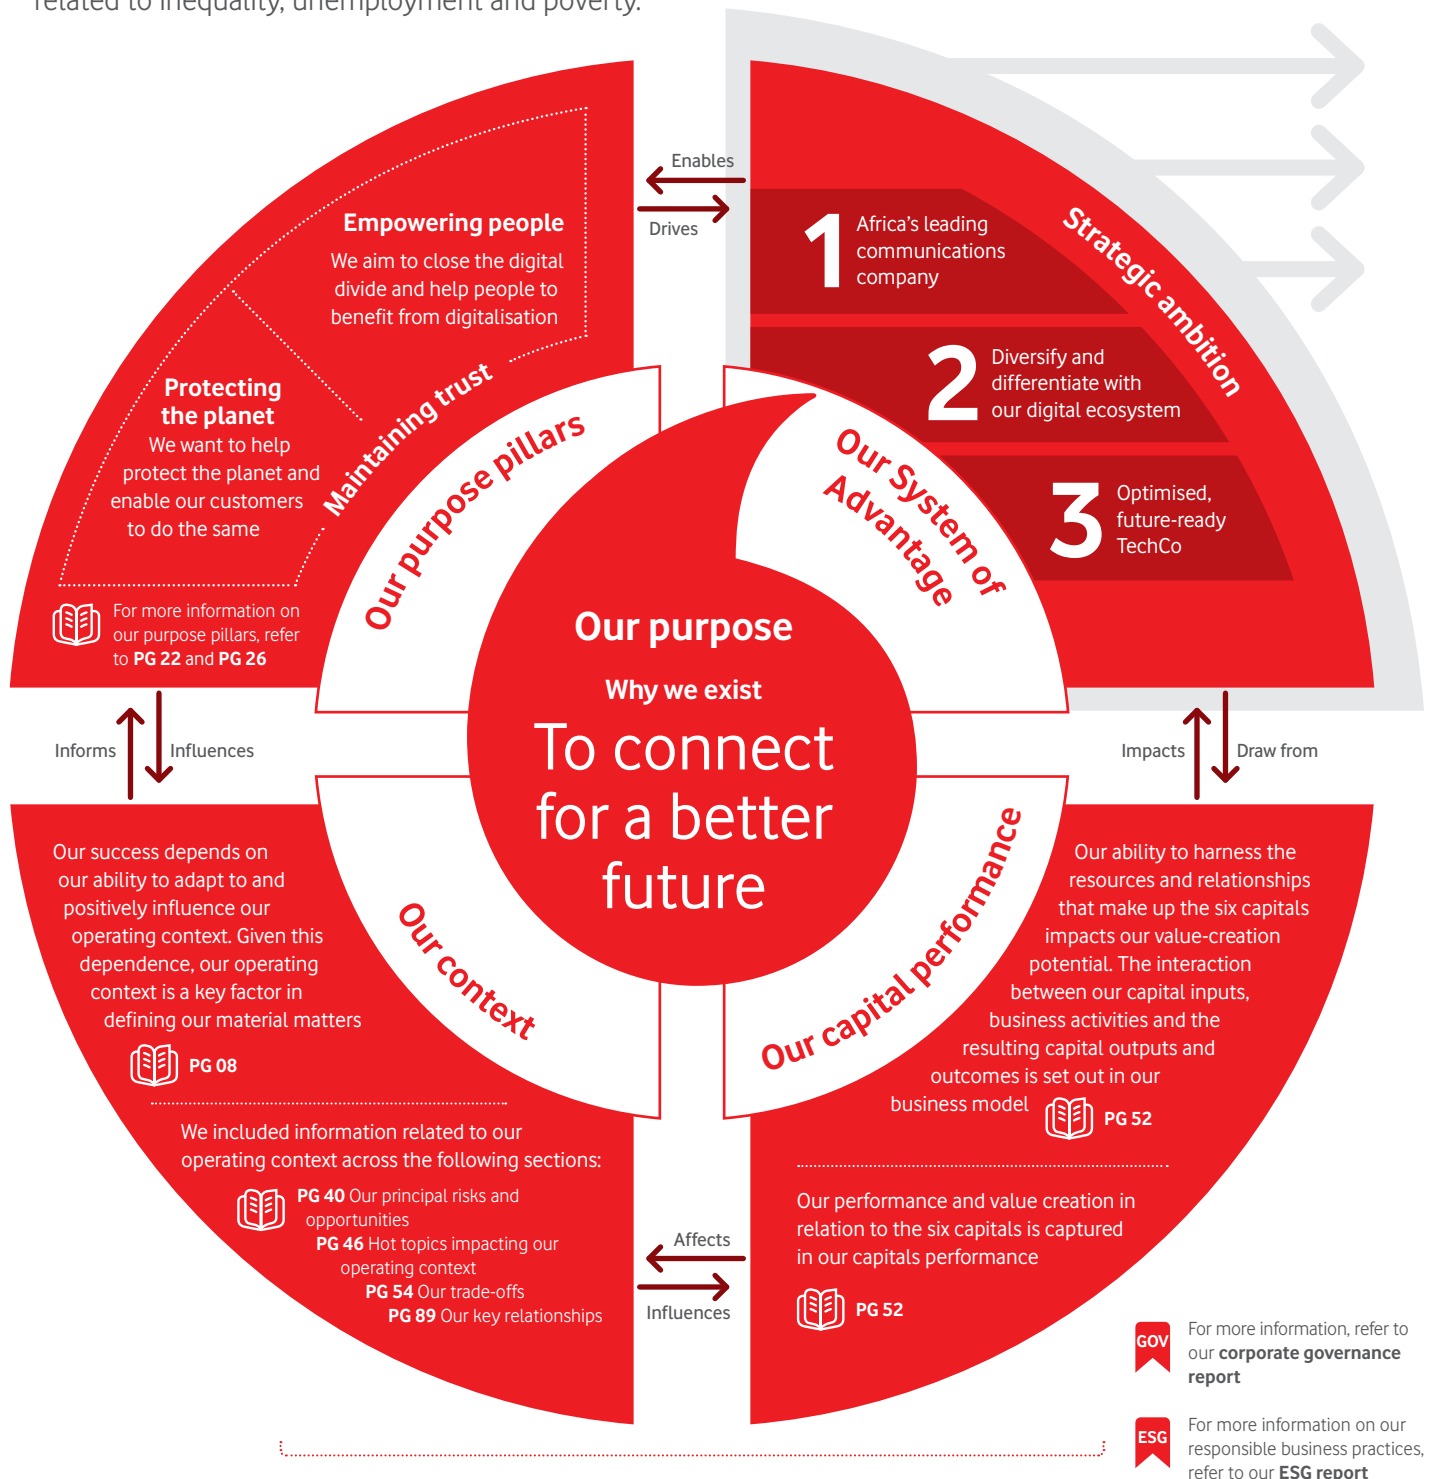 related to inequality, unemployment and poverty.
Enables
Drives
Empowering people
We aim to close the digital
divide and help people to
benefit from digitalisation
Protecting
the planet
We want to help
protect the planet and
enable our customers
to do the same
Maintaining trust
Our purpose pillars
For more information on
our purpose pillars, refer
to PG 22 and PG 26
Strategic ambition
1
Africa's leading
communications
company
2
Diversify and
differentiate with
our digital ecosystem
3
Optimised,
future-ready
TechCo
Our System of
Advantage
Our purpose
Why we exist
To connect
for a better
future
Informs
Influences
Impacts
Draw from
Our success depends on
our ability to adapt to and
positively influence our
operating context. Given this
dependence, our operating
context is a key factor in
defining our material matters
PG 08
We included information related to our
operating context across the following sections:
PG 40 Our principal risks and
opportunities
PG 46 Hot topics impacting our
operating context
PG 54 Our trade-offs
PG 89 Our key relationships
Our context
Our capital performance
Our ability to harness the
resources and relationships
that make up the six capitals
impacts our value-creation
potential. The interaction
between our capital inputs,
business activities and the
resulting capital outputs and
outcomes is set out in our
business model
PG 52
Our performance and value creation in
relation to the six capitals is captured
in our capitals performance
PG 52
Affects
Influences
GOV
For more information, refer to
our corporate governance
report
ESG
For more information on our
responsible business practices,
refer to our ESG report